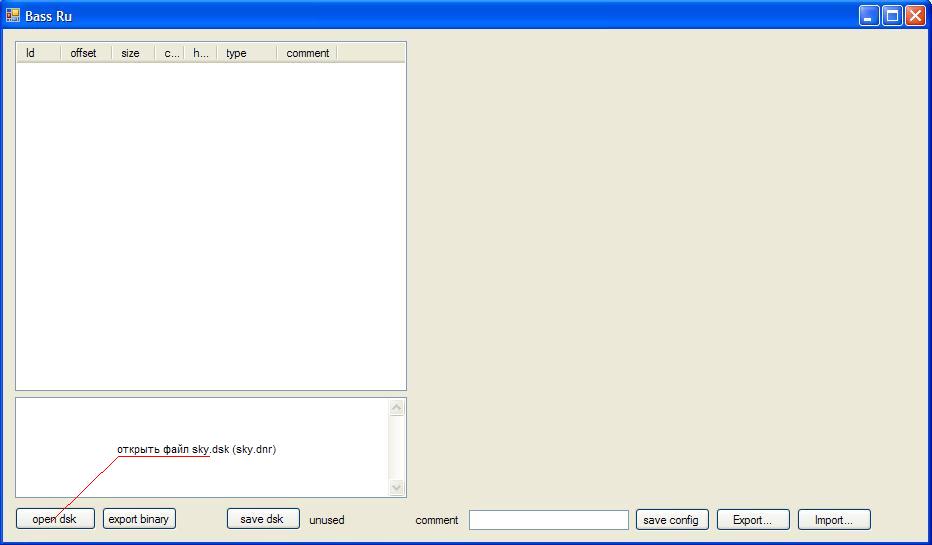 Bass Ru
Id offset size c... h... type comment
открыть файл sky.dsk (sky.dnr)
open dsk export binary save dsk unused comment save config Export... Import...